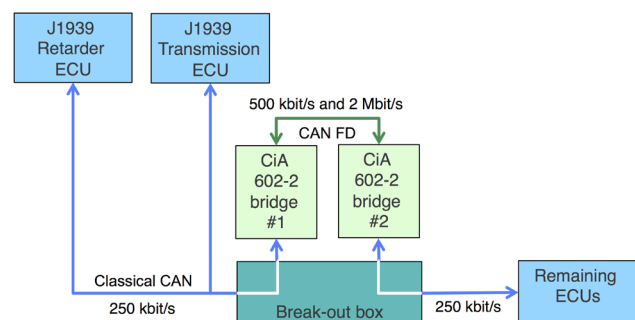 J1939
Retarder
ECU
J1939
Transmission
ECU
500 kbit/s and 2 Mbit/s
CAN FD
CiA
602-2
bridge
#1
CiA
602-2
bridge
#2
Classical CAN
250 kbit/s
Break-out box
250 kbit/s
Remaining
ECUs